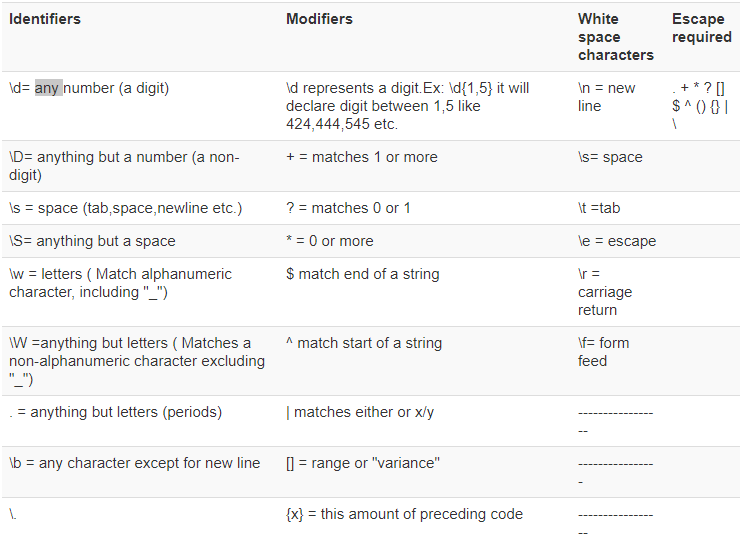 Identifiers Modifiers White space characters Escape required
\d= any number (a digit) \d represents a digit.Ex: \d{1,5} it will declare digit between 1,5 like 424,444,545 etc. \n = new line . + * ? [] $ ^ () {} | \
\D= anything but a number (a non-digit) + = matches 1 or more \s= space
\s = space (tab,space,newline etc.) ? = matches 0 or 1 \t =tab
\S= anything but a space * = 0 or more \e = escape
\w = letters ( Match alphanumeric character, including "_") $ match end of a string \r = carriage return
\W =anything but letters ( Matches a non-alphanumeric character excluding "_") ^ match start of a string \f= form feed
. = anything but letters (periods) | matches either or x/y -----------------
\b = any character except for new line [] = range or "variance" ----------------
\. {x} = this amount of preceding code -----------------